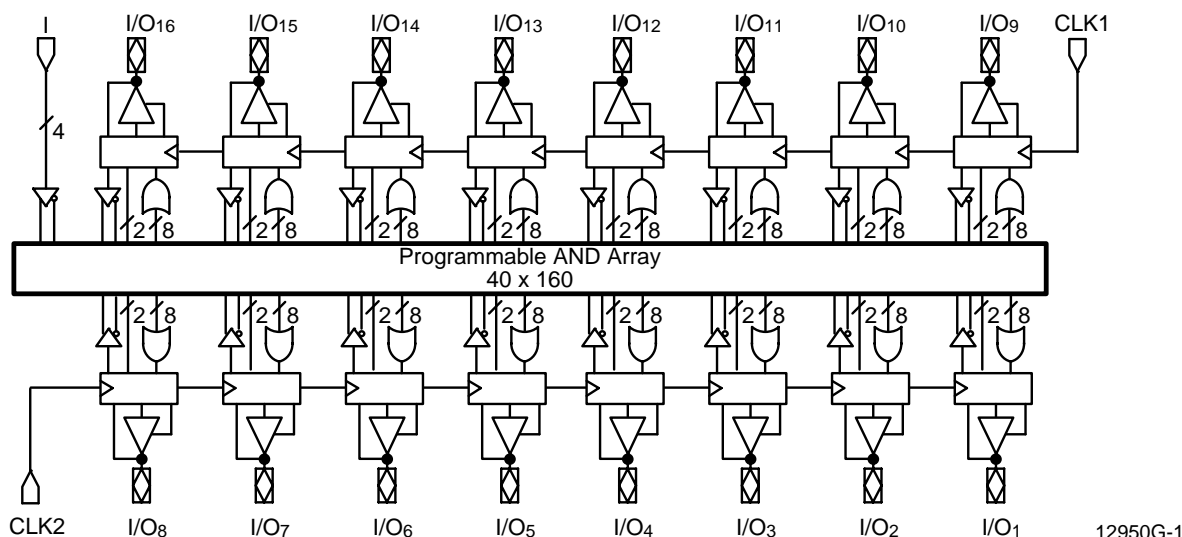 I I/O16 I/O15 I/O14 I/O13 I/O12 I/O11 I/O10 I/O9 CLK1
4
2 8 2 8 2 8 2 8 2 8 2 8 2 8 2 8
Programmable AND Array
40 x 160
2 8 2 8 2 8 2 8 2 8 2 8 2 8 2 8
CLK2 I/O8 I/O7 I/O6 I/O5 I/O4 I/O3 I/O2 I/O1 12950G-1